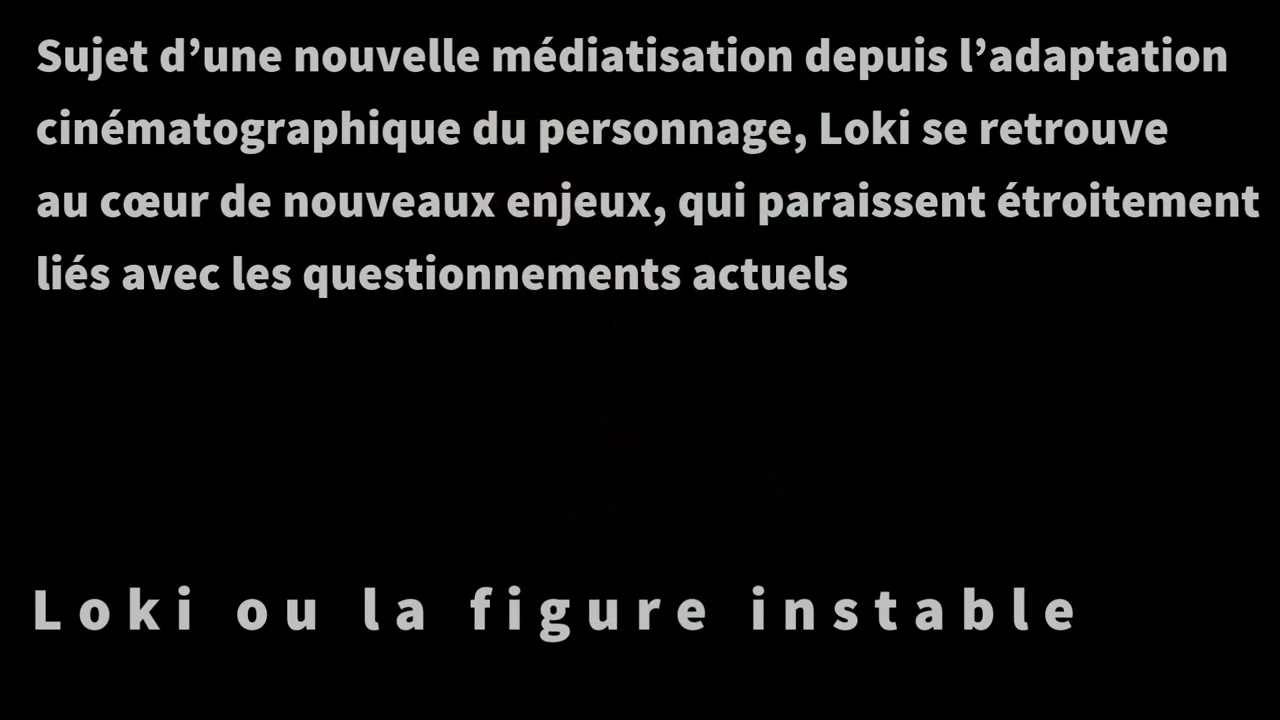 Sujet d’une nouvelle médiatisation depuis l’adaptation
cinématographique du personnage, Loki se retrouve
au cœur de nouveaux enjeux, qui paraissent étroitement
liés avec les questionnements actuels
Loki ou la figure instable